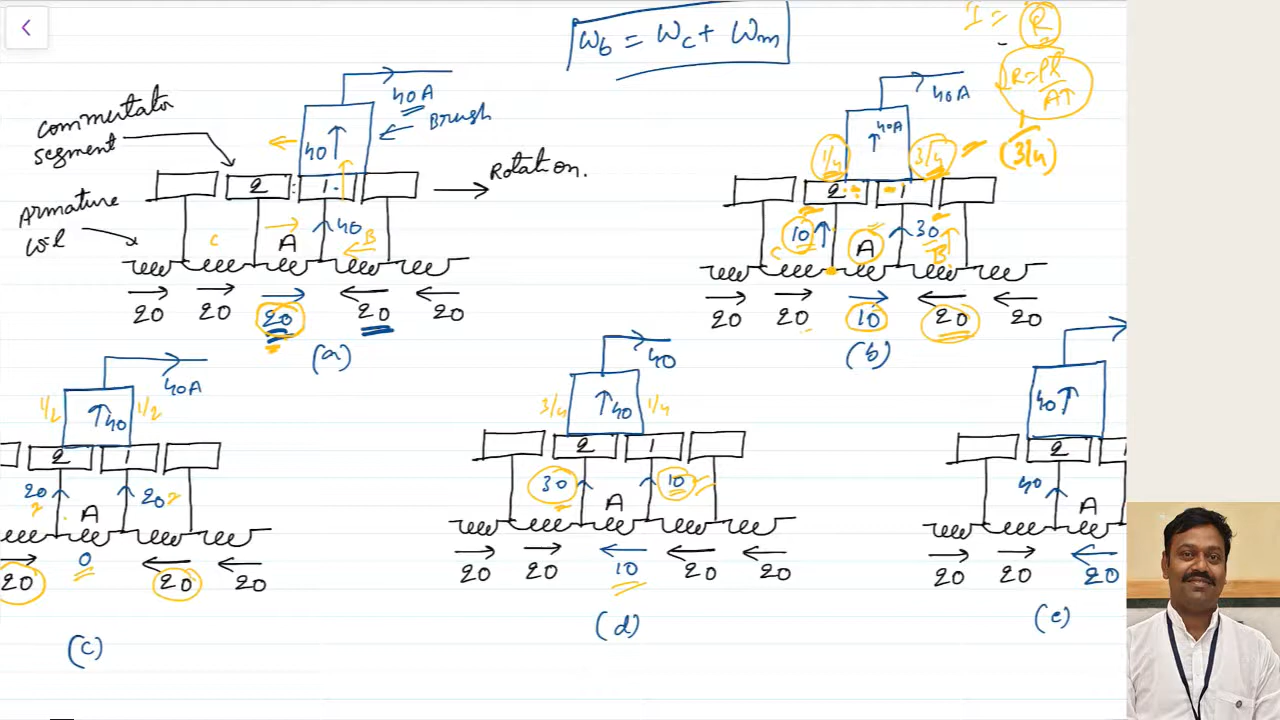 Wb = Wc + Wm
I = R
R = ρl / A↑
(3/4)
Commutator segment
40A
40
Brush
2 1
Rotation.
Armature coil
C A 40 B
20 20 20 20 20
(a)
40A
40A
1/4 3/4
2 1
10 A 30
C B
20 20 10 20 20
(b)
40A
1/2 40 1/2
2 1
20 A 20
20 0 20 20
(c)
40
3/4 40 1/4
2 1
30 A 10
20 20 10 20 20
(d)
40
2 1
40 A
20 20 20
(e)